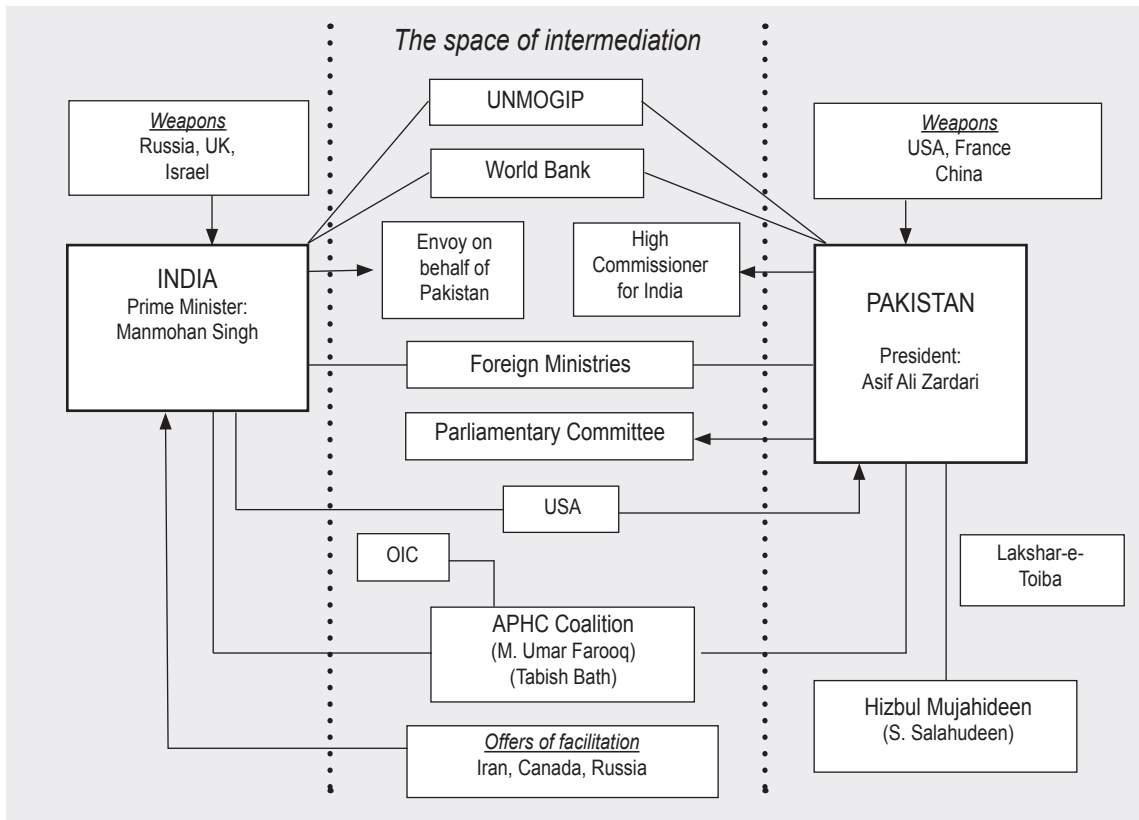 The space of intermediation
UNMOGIP
Weapons
Russia, UK,
Israel
Weapons
USA, France
China
World Bank
Envoy on
behalf of
Pakistan
High
Commissioner
for India
INDIA
Prime Minister:
Manmohan Singh
PAKISTAN
President:
Asif Ali Zardari
Foreign Ministries
Parliamentary Committee
USA
OIC
Lakshar-e-
Toiba
APHC Coalition
(M. Umar Farooq)
(Tabish Bath)
Hizbul Mujahideen
(S. Salahudeen)
Offers of facilitation
Iran, Canada, Russia